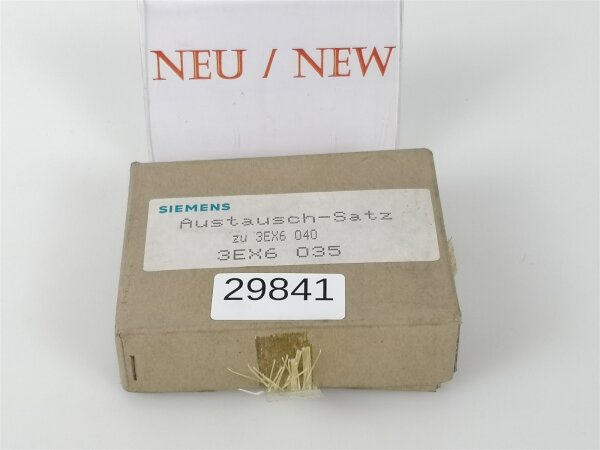 NEU / NEW
SIEMENS
Austausch-Satz
zu 3EX6 040
3EX6 035
29841